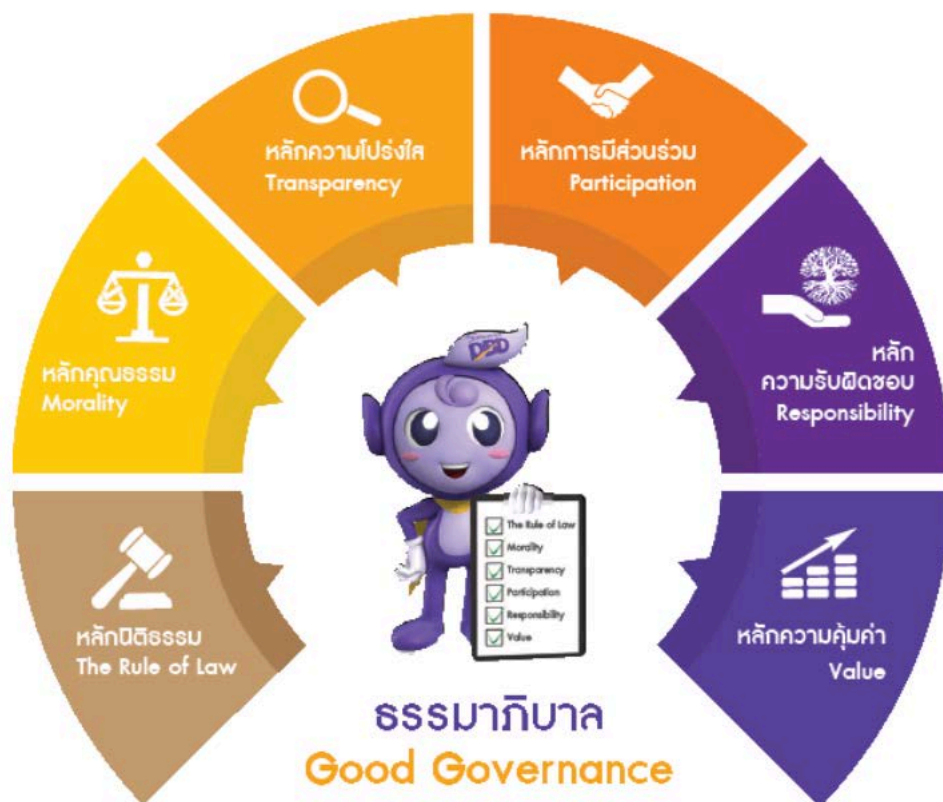 หลักความโปร่งใส
Transparency
หลักการมีส่วนร่วม
Participation
หลักคุณธรรม
Morality
หลัก
ความรับผิดชอบ
Responsibility
หลักนิติธรรม
The Rule of Law
หลักความคุ้มค่า
Value
DBD
The Rule of Law
Morality
Transparency
Participation
Responsibility
Value
ธรรมาภิบาล
Good Governance